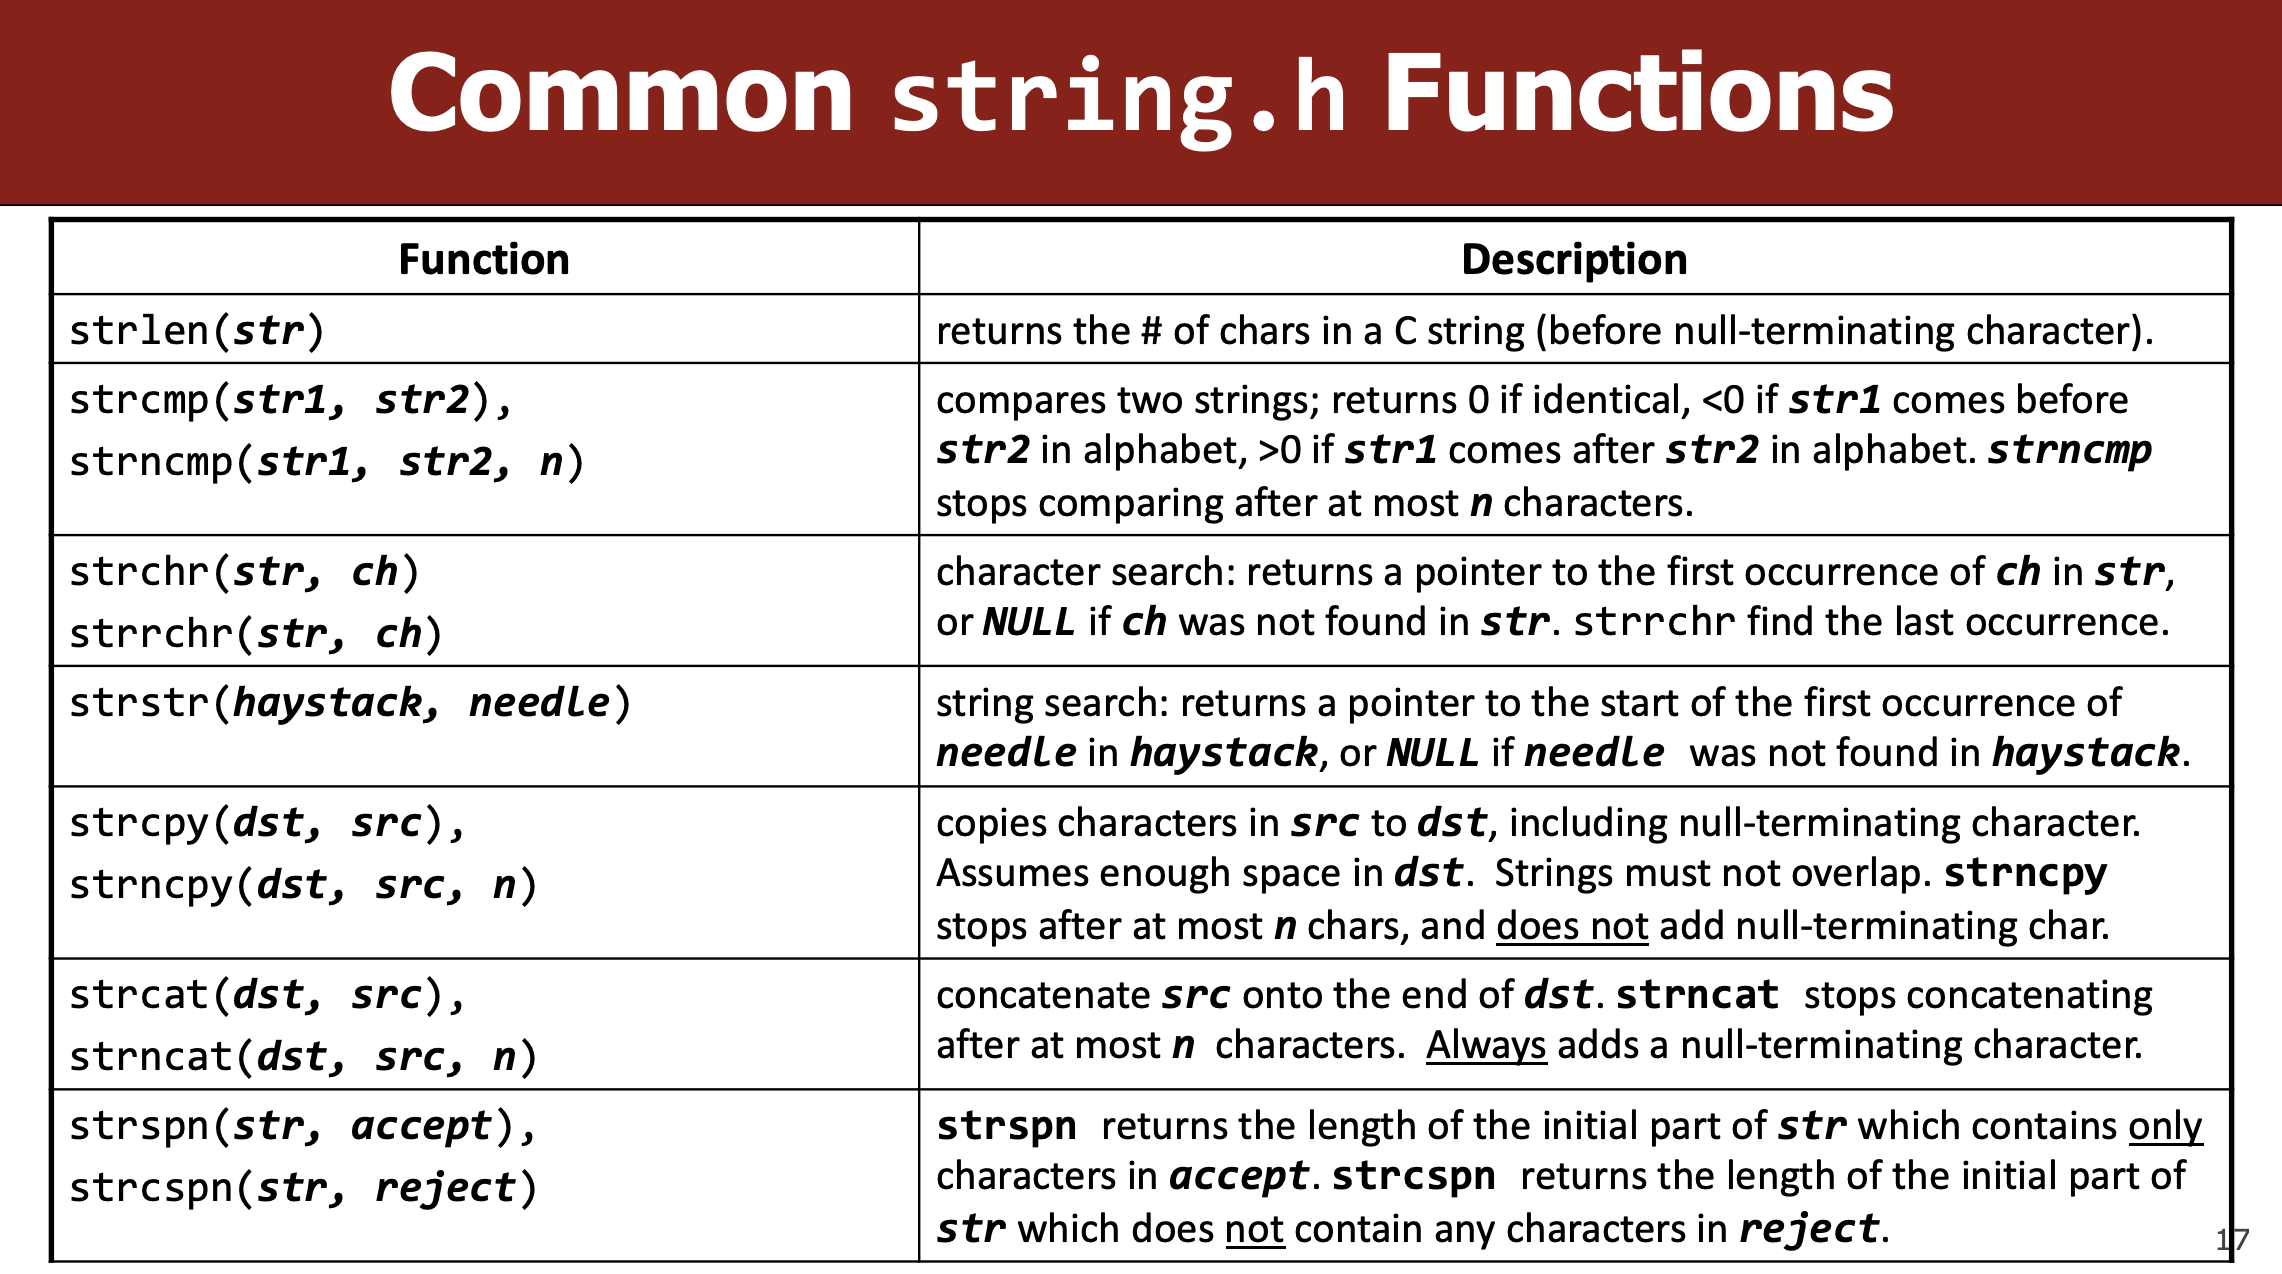 Common string.h Functions
Function
Description
strlen(str)
returns the # of chars in a C string (before null-terminating character).
strcmp(str1, str2),
strncmp(str1, str2, n)
compares two strings; returns 0 if identical, <0 if str1 comes before
str2 in alphabet, >0 if str1 comes after str2 in alphabet. strncmp
stops comparing after at most n characters.
strchr(str, ch)
strrchr(str, ch)
character search: returns a pointer to the first occurrence of ch in str,
or NULL if ch was not found in str. strrchr find the last occurrence.
strstr(haystack, needle)
string search: returns a pointer to the start of the first occurrence of
needle in haystack, or NULL if needle was not found in haystack.
strcpy(dst, src),
strncpy(dst, src, n)
copies characters in src to dst, including null-terminating character.
Assumes enough space in dst. Strings must not overlap. strncpy
stops after at most n chars, and does not add null-terminating char.
strcat(dst, src),
strncat(dst, src, n)
concatenate src onto the end of dst. strncat stops concatenating
after at most n characters. Always adds a null-terminating character.
strspn(str, accept),
strcspn(str, reject)
strspn returns the length of the initial part of str which contains only
characters in accept. strcspn returns the length of the initial part of
str which does not contain any characters in reject.
17